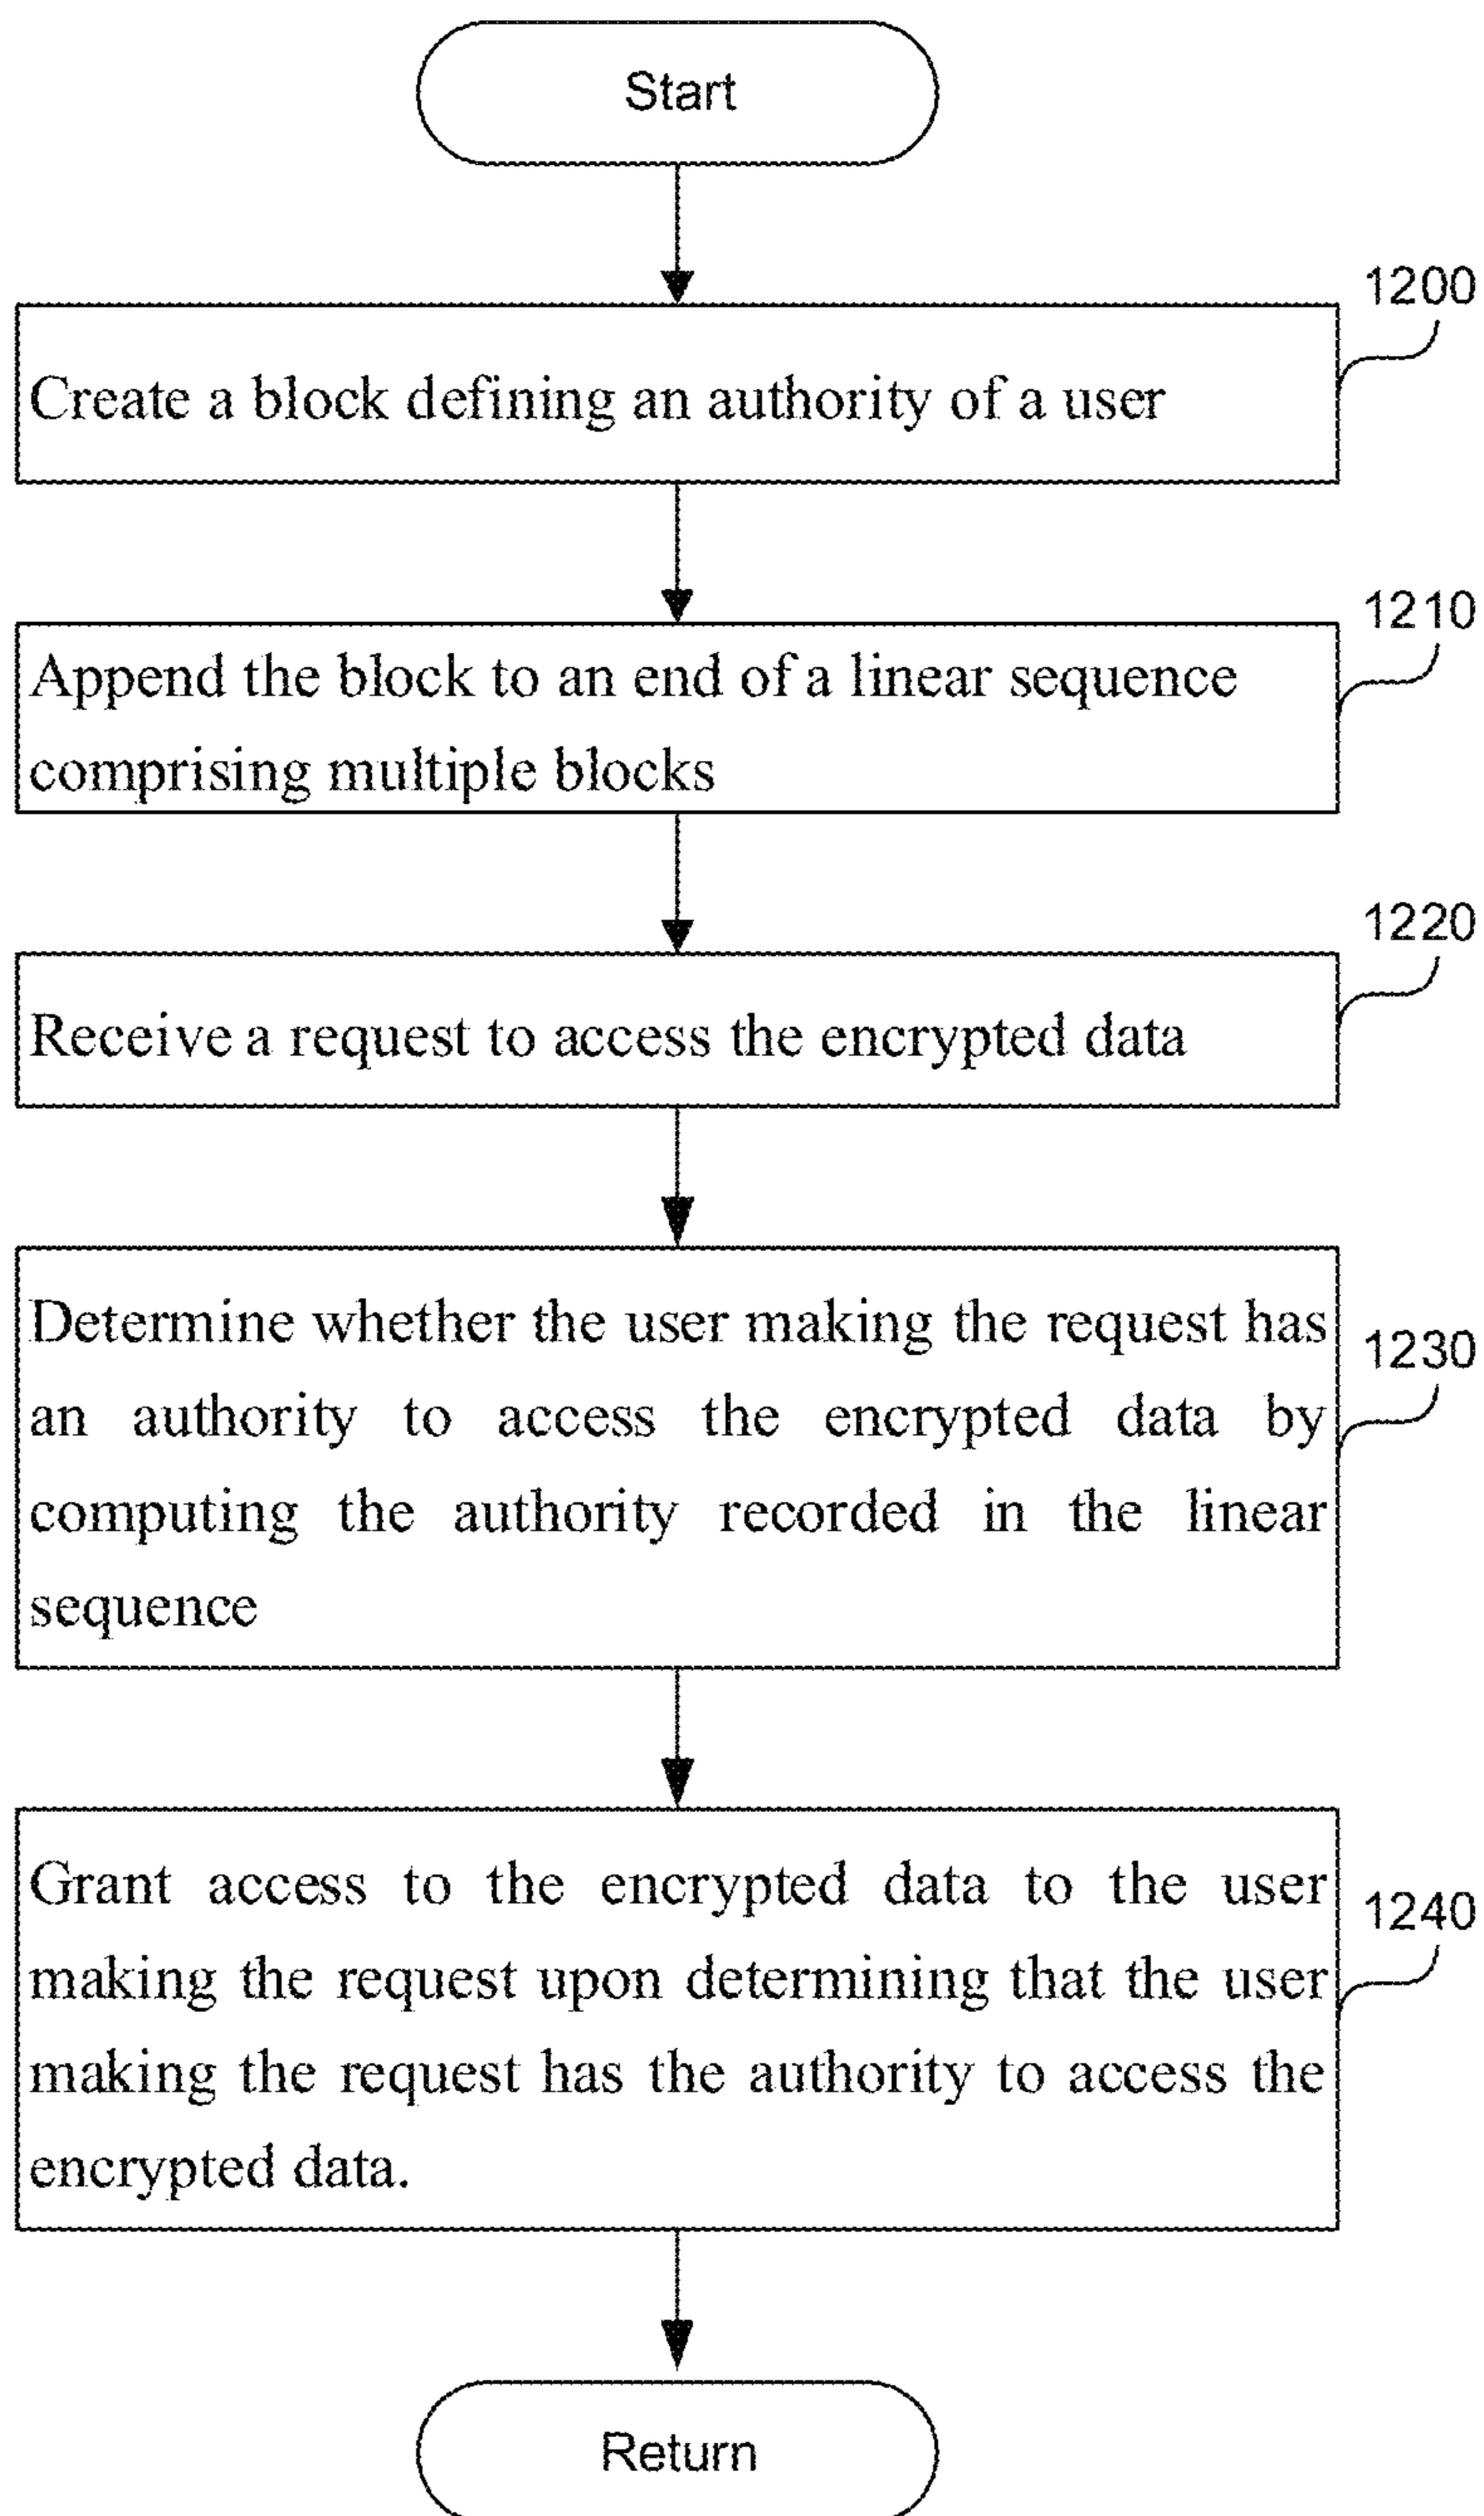 Start
1200
Create a block defining an authority of a user
1210
Append the block to an end of a linear sequence
comprising multiple blocks
1220
Receive a request to access the encrypted data
Determine whether the user making the request has
1230
an authority to access the encrypted data by
computing the authority recorded in the linear
sequence
Grant access to the encrypted data to the user
1240
making the request upon determining that the user
making the request has the authority to access the
encrypted data.
Return